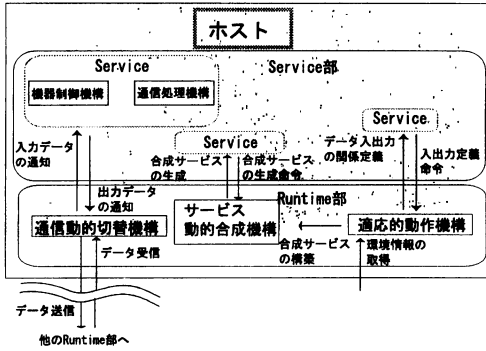 ホスト
Service
Service部
機器制御機構
通信処理機構
Service
Service
入力データ
の通知
合成サービス
の生成
合成サービス
の生成命令
データ入出力
の関係定義
入出力定義
命令
出力データ
の通知
Runtime部
通信動的切替機構
サービス
動的合成機構
適応的動作機構
データ受信
合成サービス
の構築
環境情報の
取得
データ送信
他のRuntime部へ